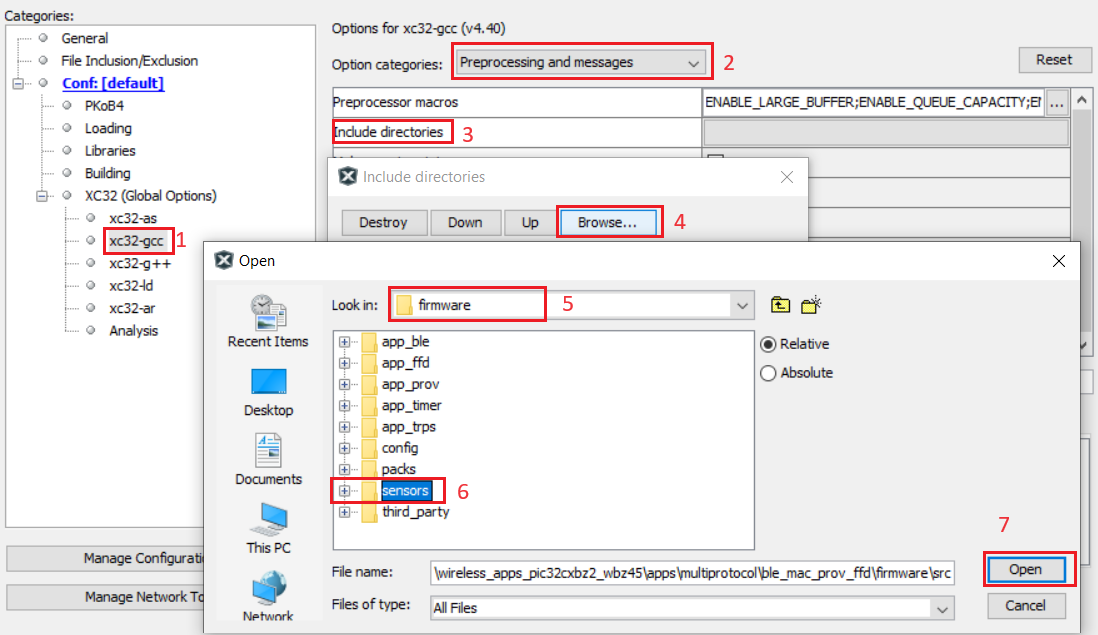 Categories:
General
File Inclusion/Exclusion
Conf: [default]
PKoB4
Loading
Libraries
Building
XC32 (Global Options)
xc32-as
xc32-gcc 1
xc32-g++
xc32-ld
xc32-ar
Analysis
Manage
Manage Network
Options for xc32-gcc (v4.40)
Option categories: Preprocessing and messages 2 Reset
Preprocessor macros ENABLE_LARGE_BUFFER;ENABLE_QUEUE_CAPACITY; ...
Include directories 3
Include directories
Destroy Down Up Browse... 4
Open
Look in: firmware 5
Recent Items
Desktop
Documents
This PC
Network
app_ble
app_ffd
app_prov
app_timer
app_trps
config
packs
sensors 6
third_party
Relative
Absolute
7
File name: \wireless_apps_pic32cxbz2_wbz45\apps\multiprotocol\ble_mac_prov_ffd\firmware\src Open
Files of type: All Files Cancel